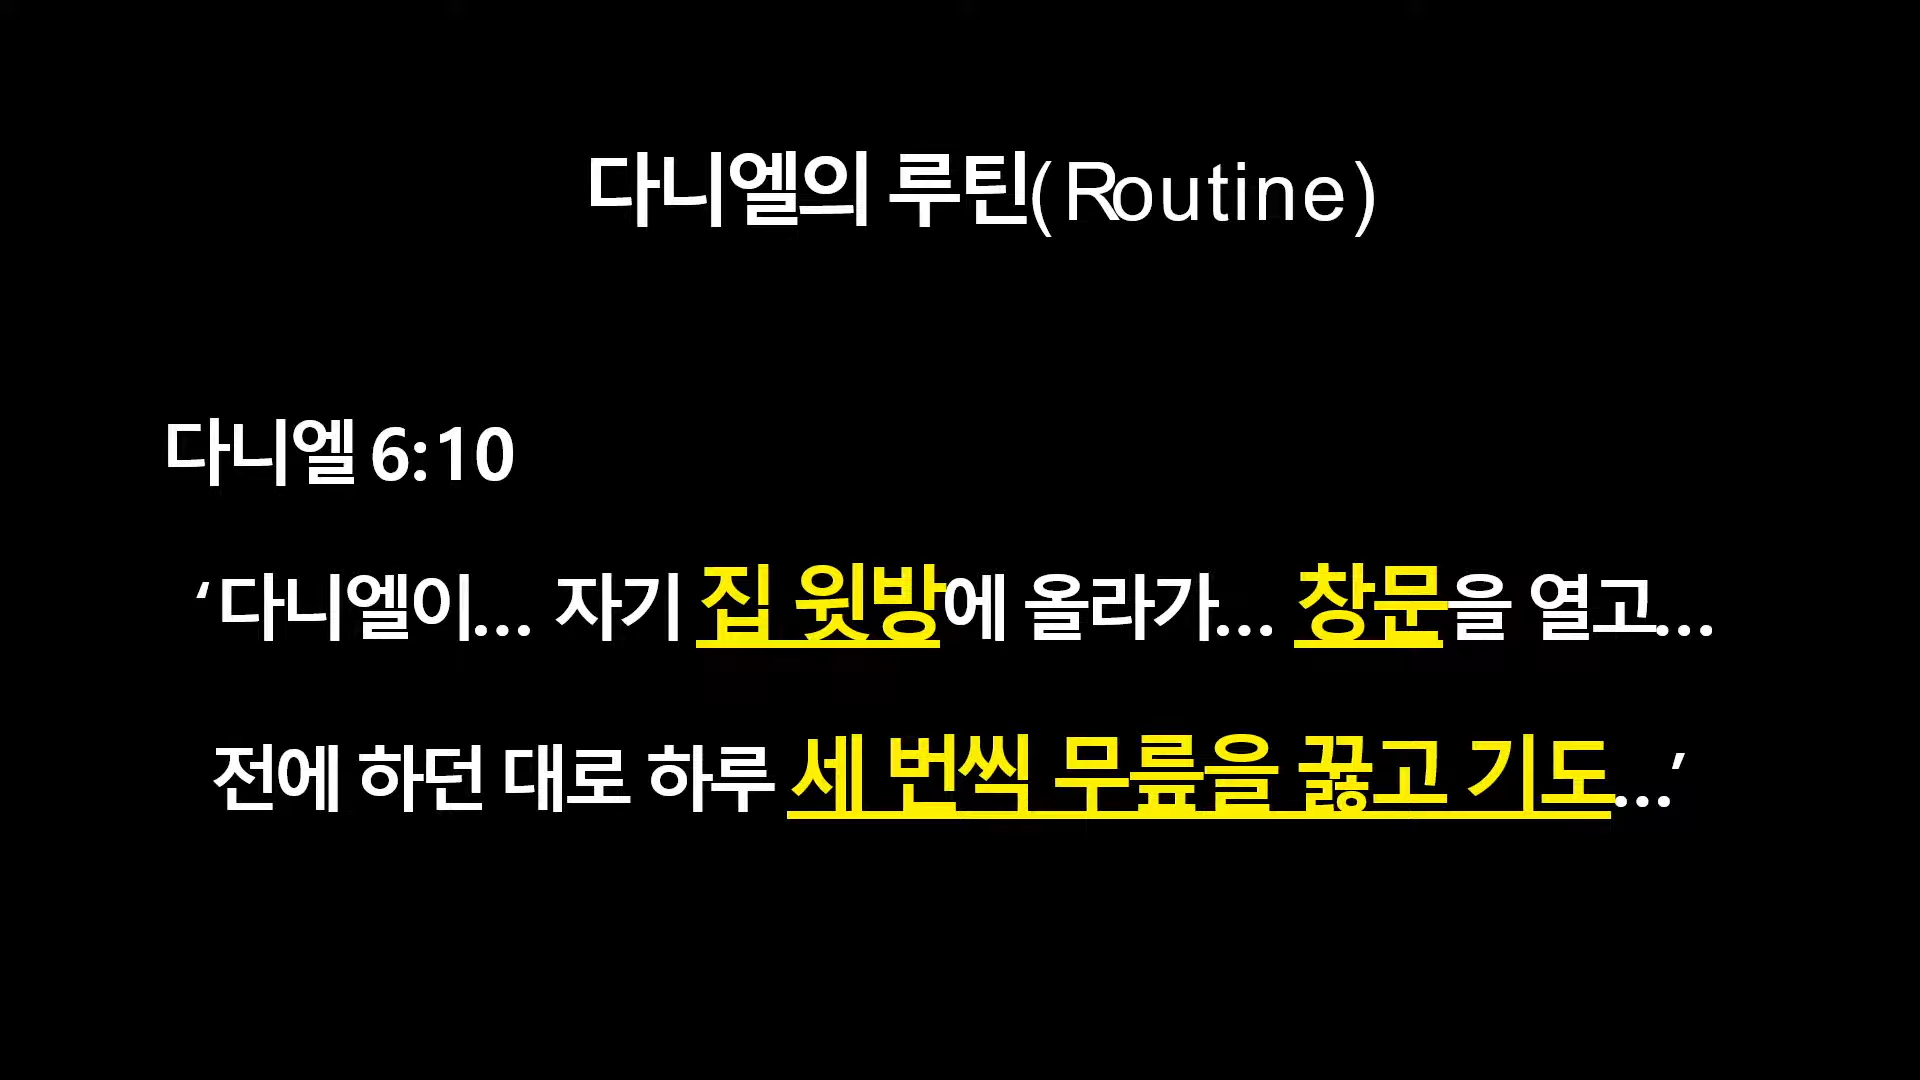 다니엘의 루틴(Routine)
다니엘 6:10
‘다니엘이... 자기 집 윗방에 올라가... 창문을 열고...
전에 하던 대로 하루 세 번씩 무릎을 꿇고 기도...’